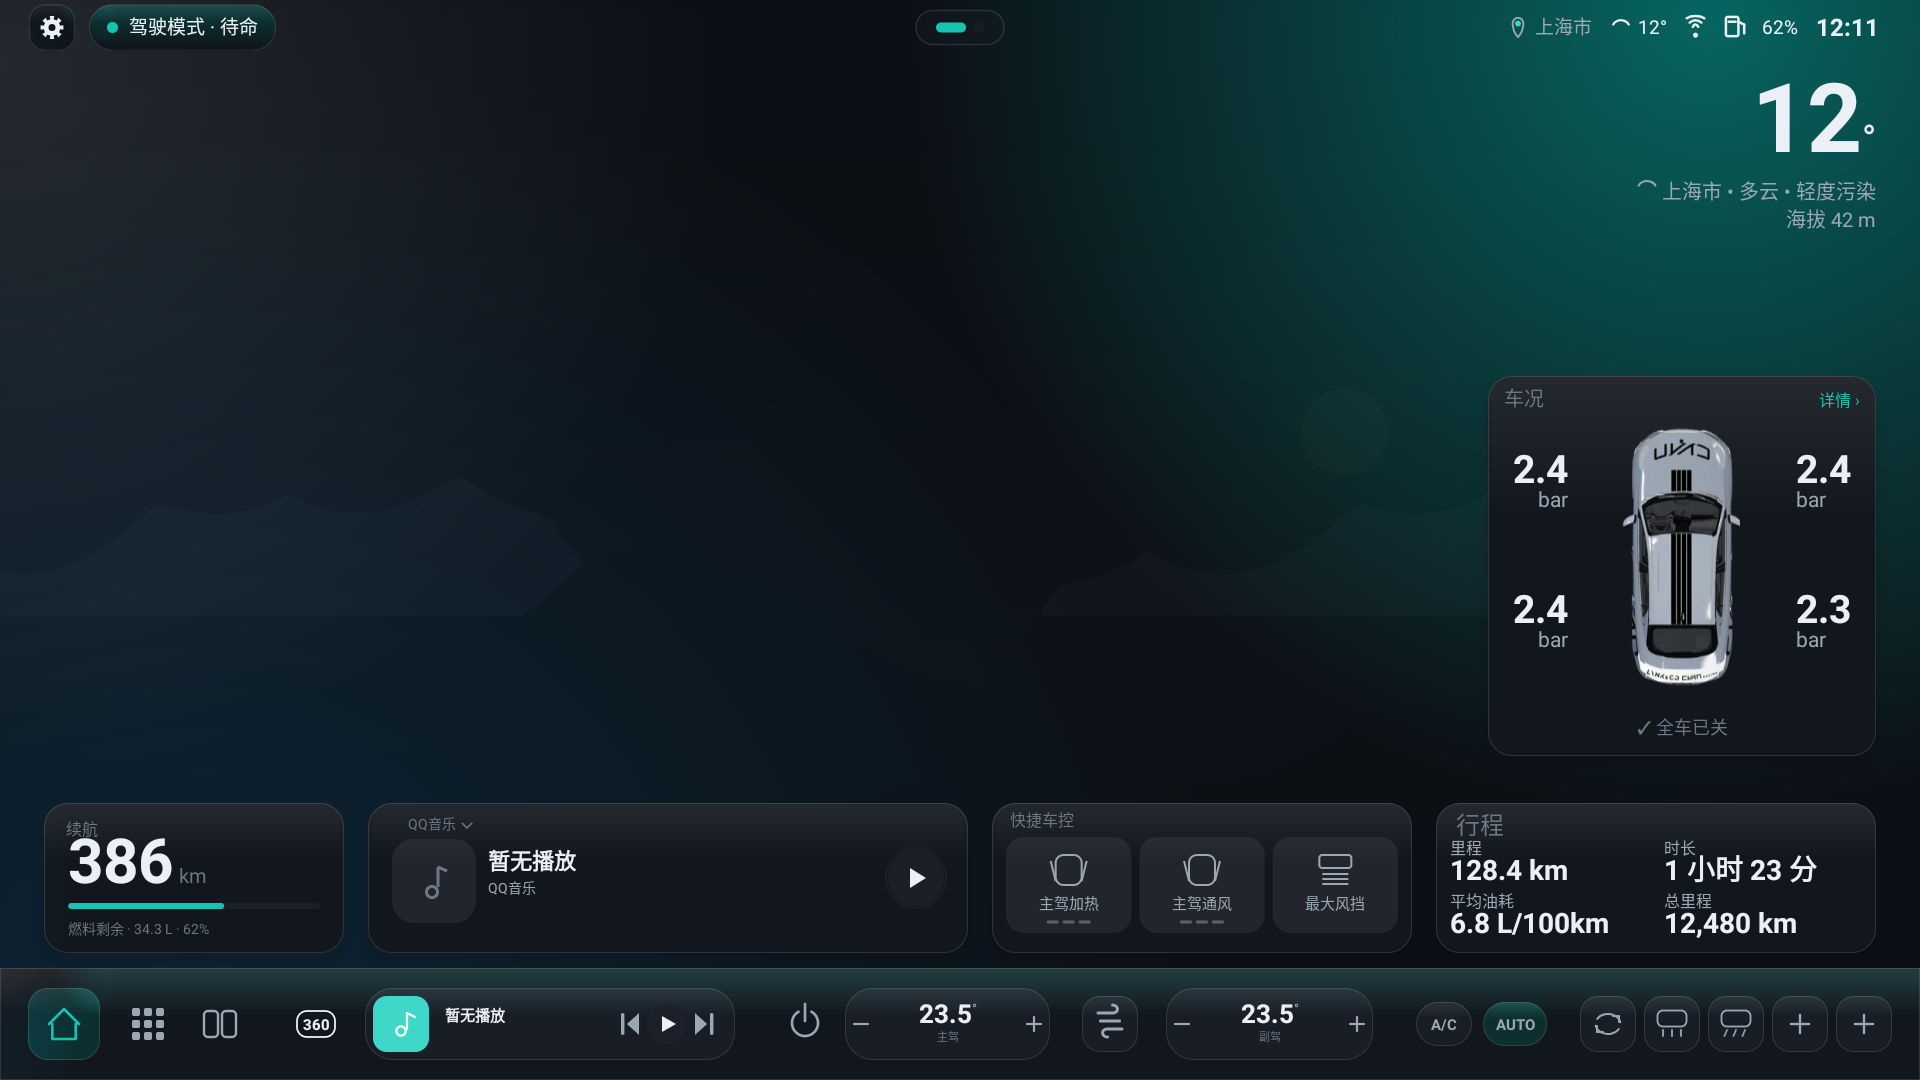 驾驶模式 · 待命
上海市 12° 62% 12:11
12°
上海市 • 多云 • 轻度污染
海拔 42 m
车况 详情 ›
2.4 bar
2.4 bar
2.4 bar
2.3 bar
✓ 全车已关
续航
386 km
燃料剩余 · 34.3 L · 62%
QQ音乐
暂无播放
QQ音乐
快捷车控
主驾加热 主驾通风 最大风挡
行程
里程 时长
128.4 km 1 小时 23 分
平均油耗 总里程
6.8 L/100km 12,480 km
360 暂无播放 23.5° 23.5° A/C AUTO
主驾 副驾